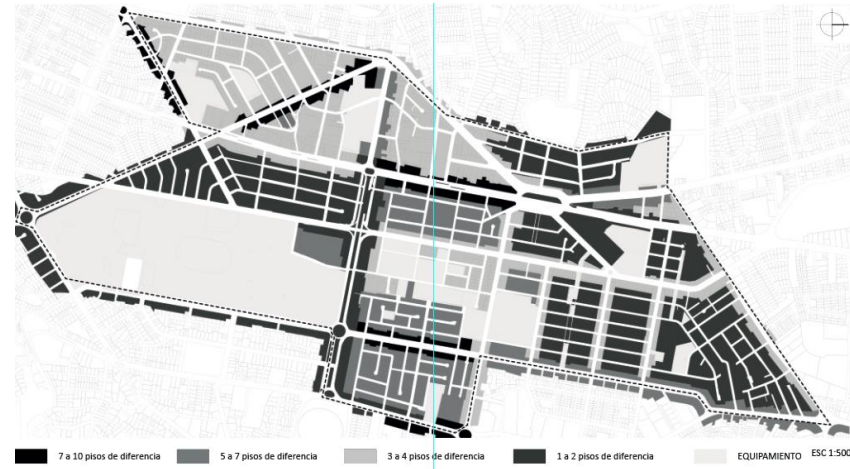 7 a 10 pisos de diferencia
5 a 7 pisos de diferencia
3 a 4 pisos de diferencia
1 a 2 pisos de diferencia
EQUIPAMIENTO
ESC 1:500